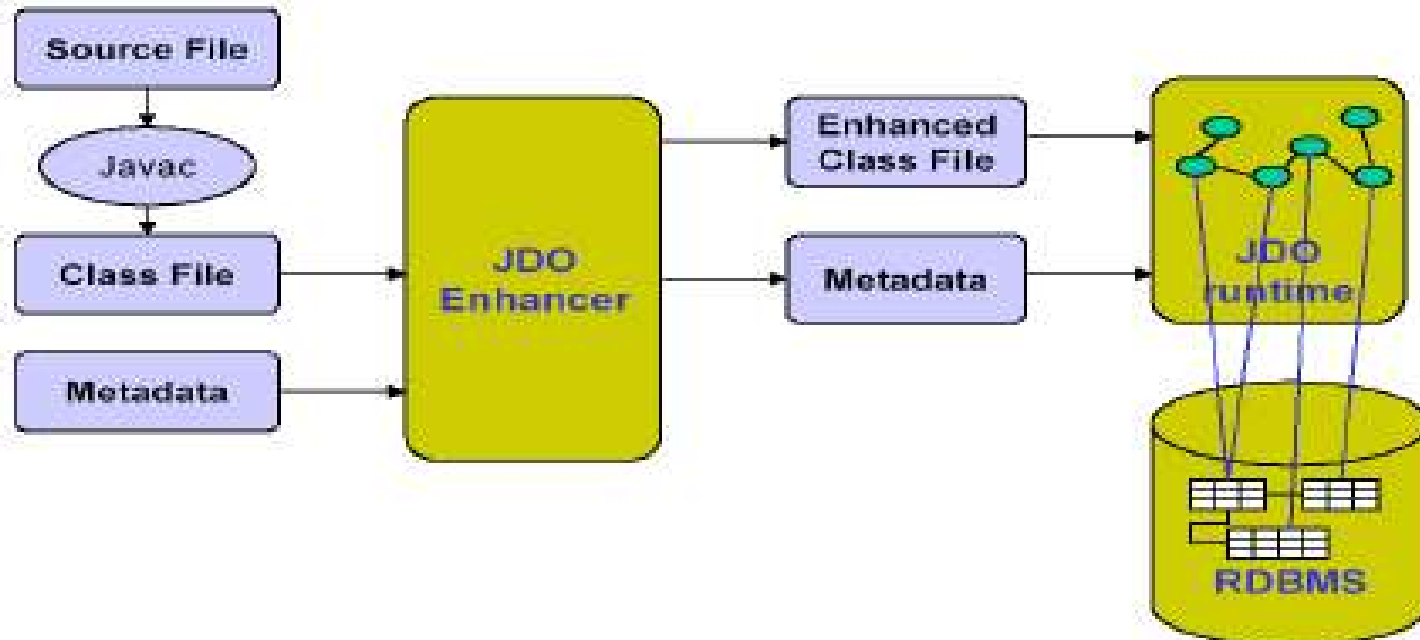 Source File
Javac
Class File
Metadata
JDO
Enhancer
Enhanced
Class File
Metadata
JDO
runtime
RDBMS